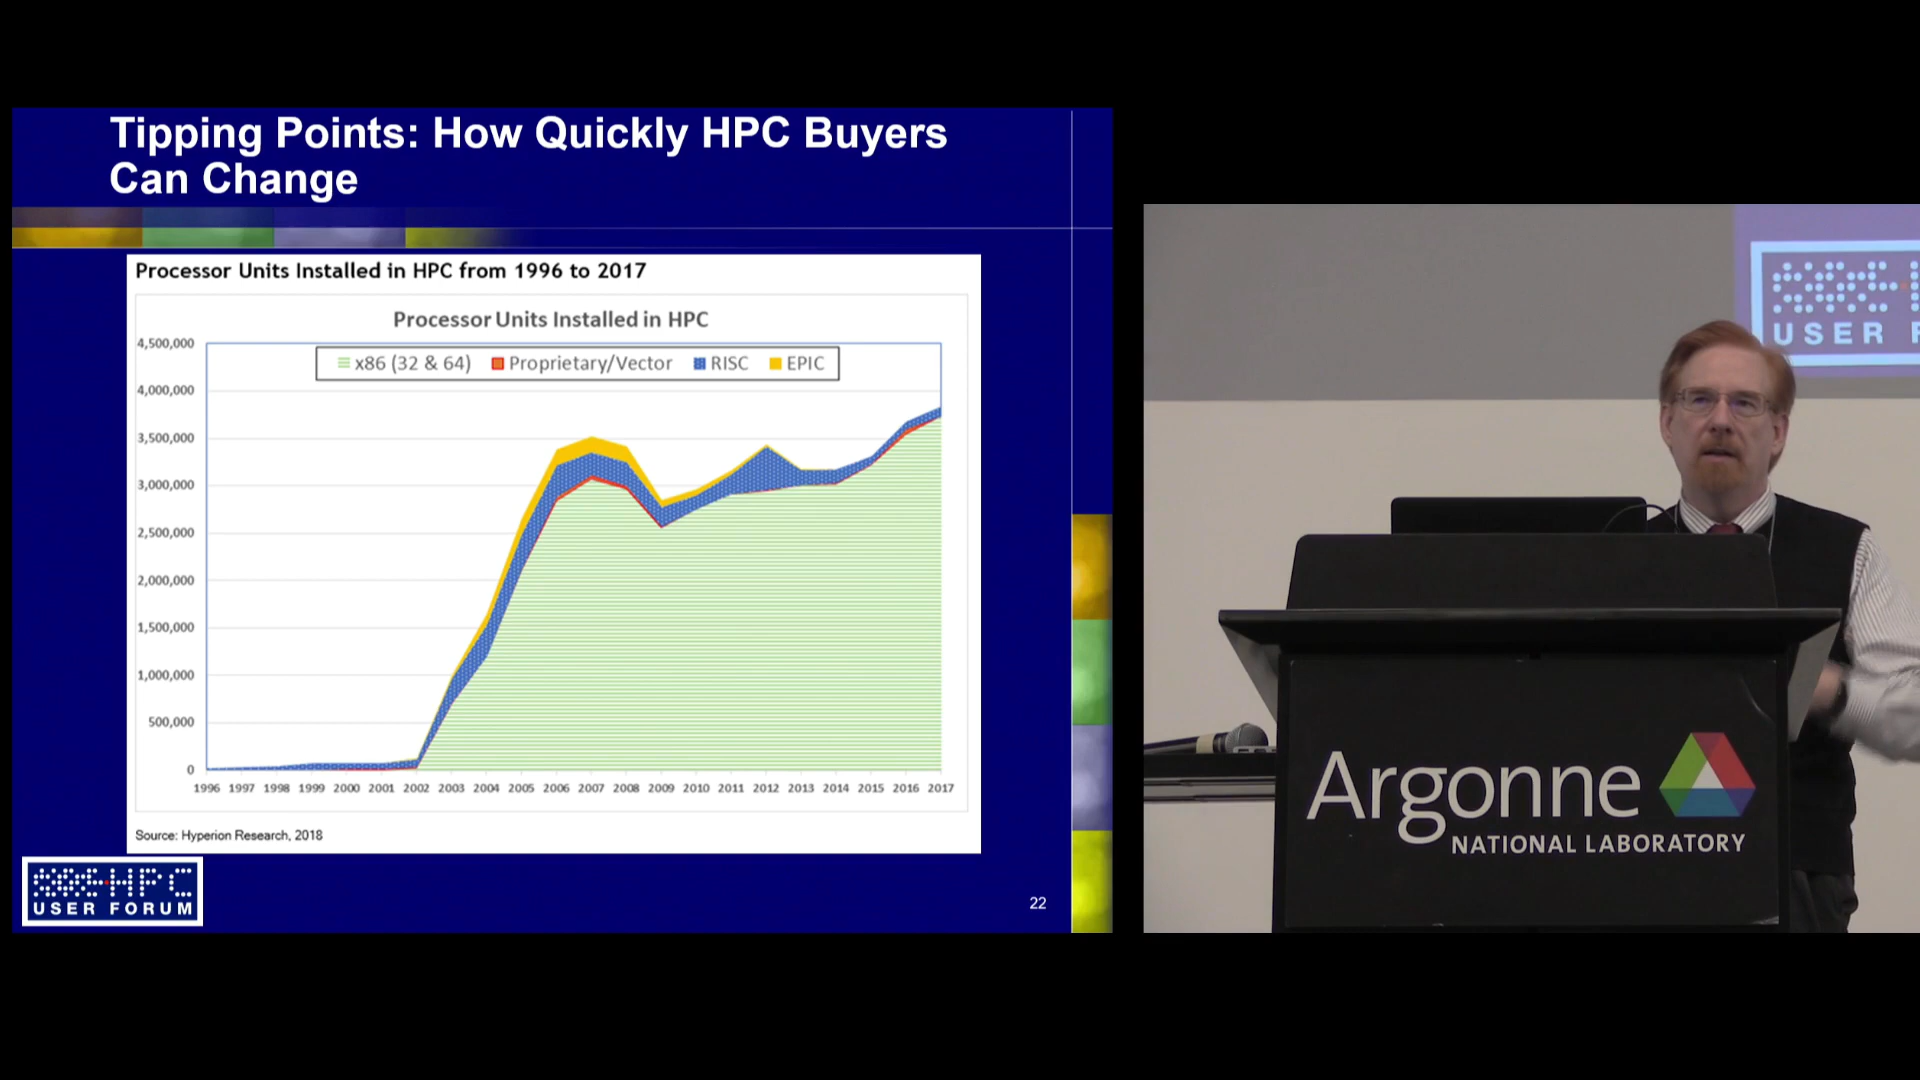 Tipping Points: How Quickly HPC Buyers
Can Change
Processor Units Installed in HPC from 1996 to 2017
Processor Units Installed in HPC
x86 (32 & 64) Proprietary/Vector RISC EPIC
4,500,000
4,000,000
3,500,000
3,000,000
2,500,000
2,000,000
1,500,000
1,000,000
500,000
0
1996 1997 1998 1999 2000 2001 2002 2003 2004 2005 2006 2007 2008 2009 2010 2011 2012 2013 2014 2015 2016 2017
Source: Hyperion Research, 2018
HPC
USER FORUM
22
USER F
Argonne
NATIONAL LABORATORY